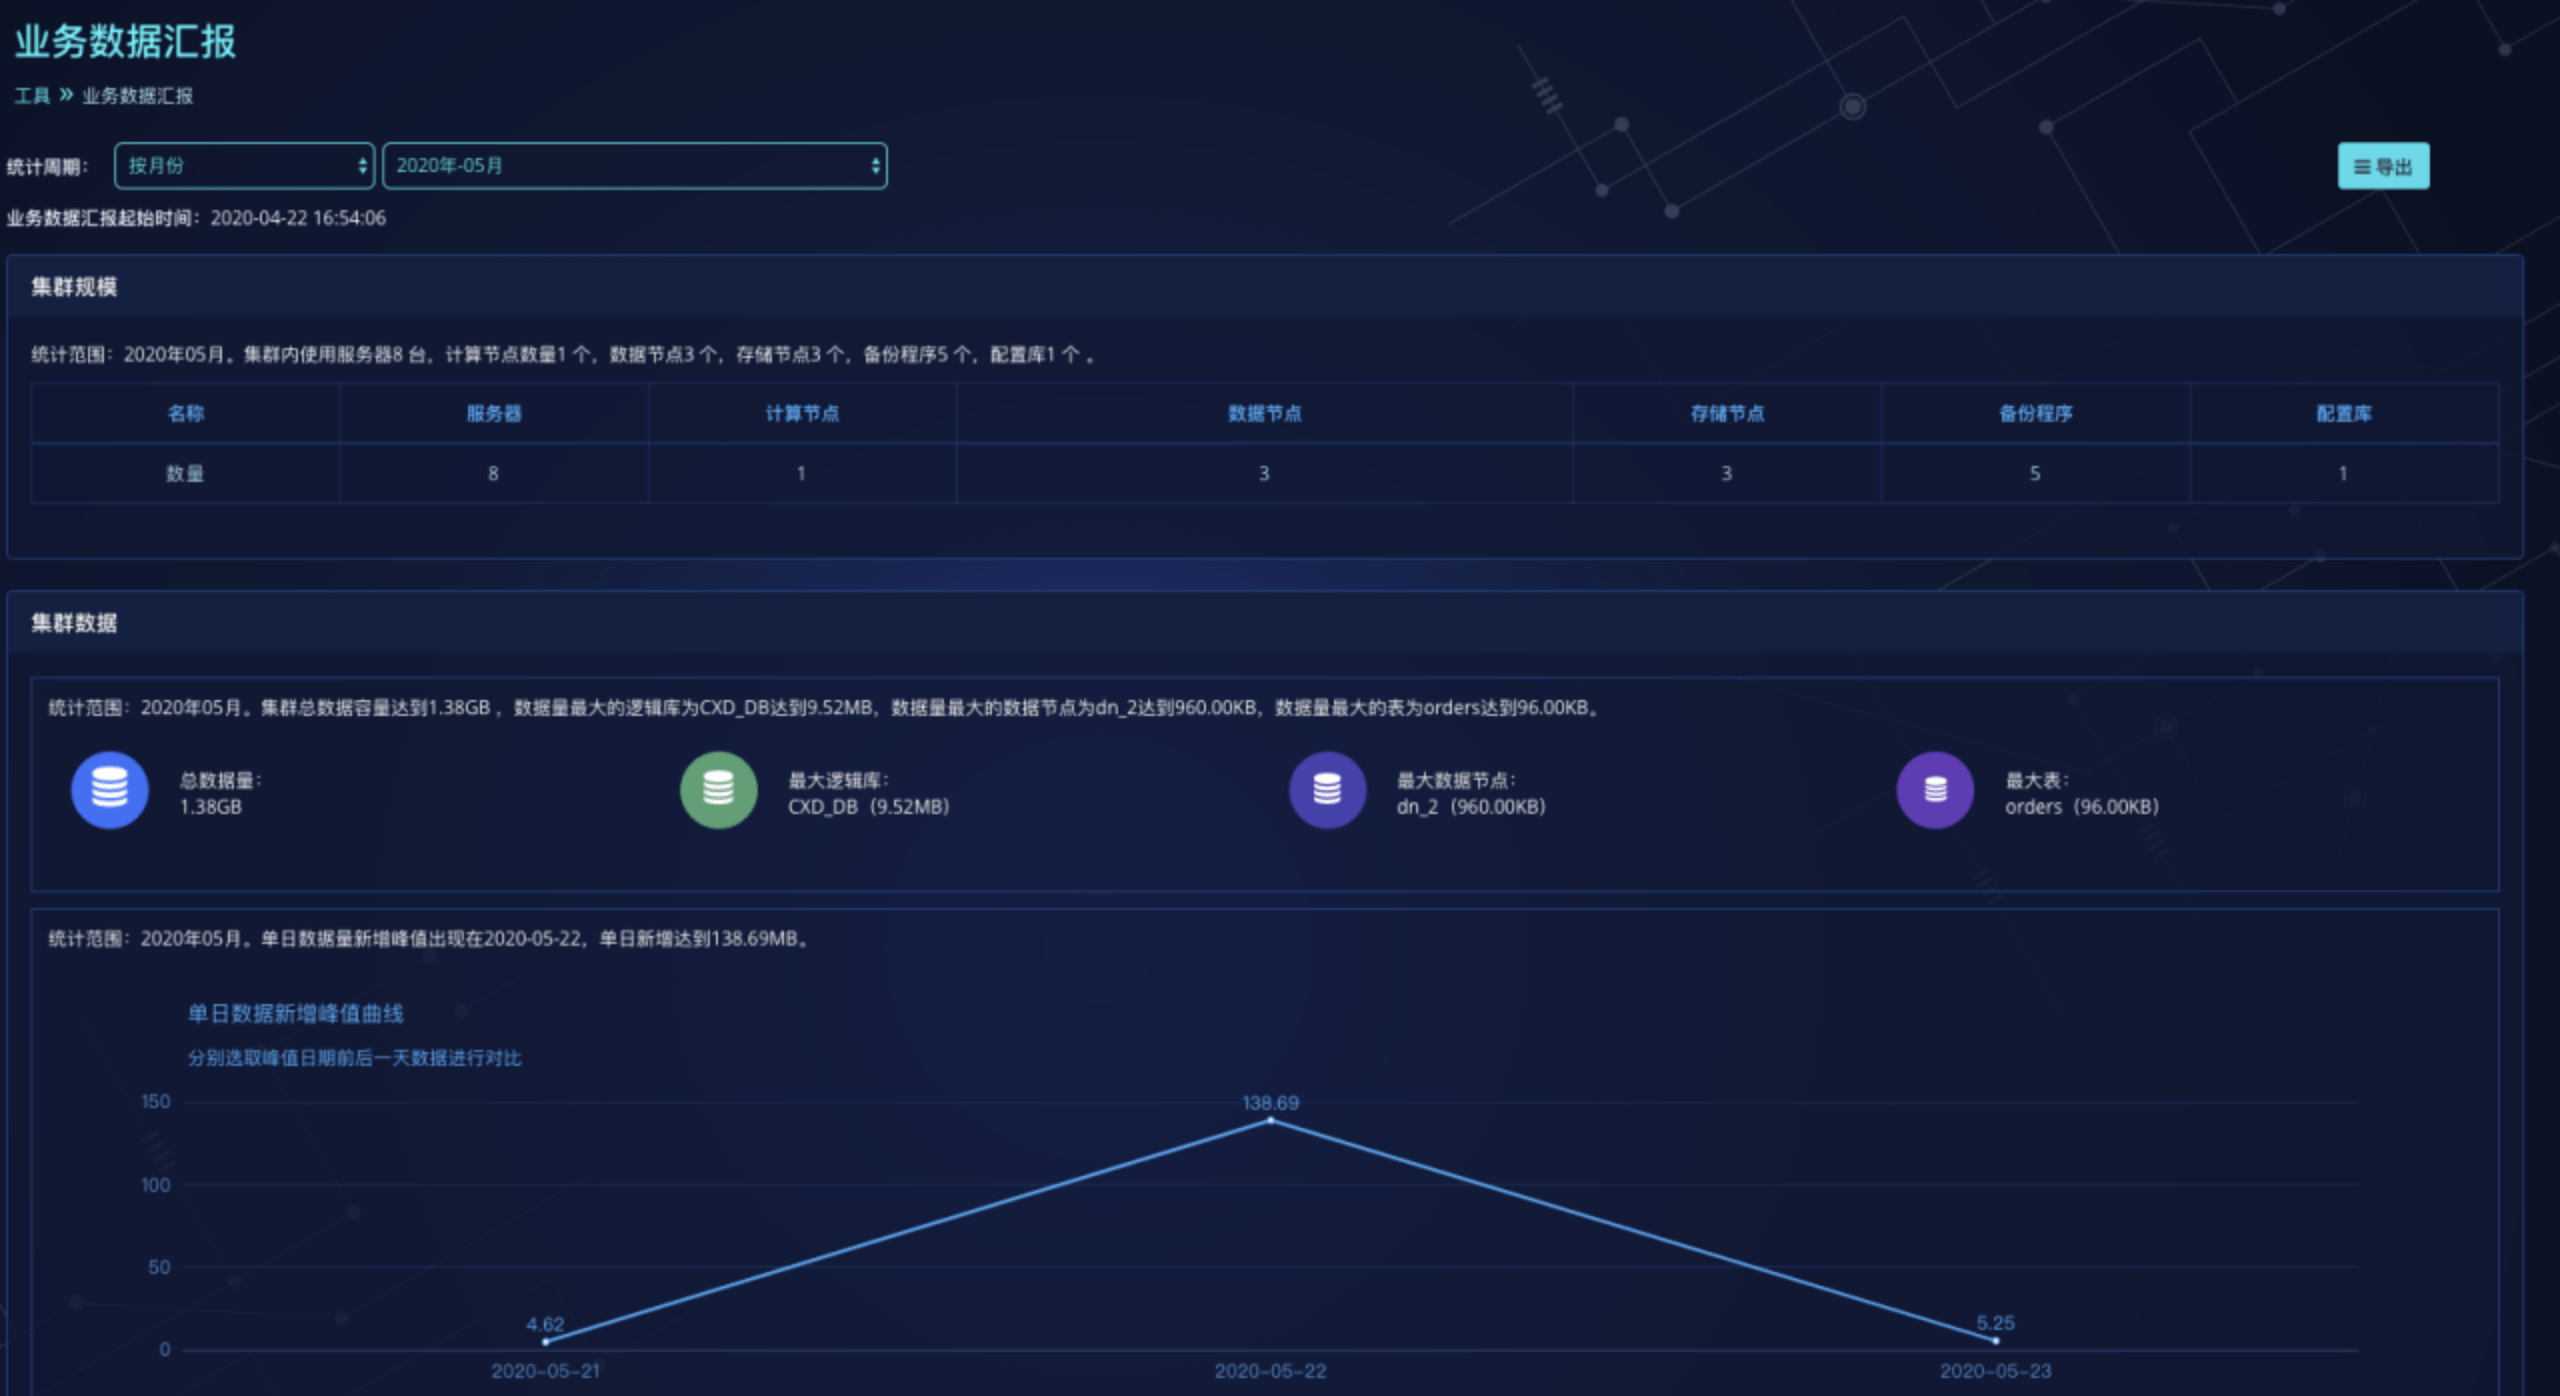 业务数据汇报
工具 » 业务数据汇报
统计周期： 按月份 2020年-05月 导出
业务数据汇报起始时间：2020-04-22 16:54:06
集群规模
统计范围：2020年05月。集群内使用服务器8 台，计算节点数量1 个，数据节点3 个，存储节点3 个，备份程序5 个，配置库1 个 。
名称 服务器 计算节点 数据节点 存储节点 备份程序 配置库
数量 8 1 3 3 5 1
集群数据
统计范围：2020年05月。集群总数据容量达到1.38GB ，数据量最大的逻辑库为CXD_DB达到9.52MB，数据量最大的数据节点为dn_2达到960.00KB，数据量最大的表为orders达到96.00KB。
总数据量：
1.38GB
最大逻辑库：
CXD_DB（9.52MB）
最大数据节点：
dn_2（960.00KB）
最大表：
orders（96.00KB）
统计范围：2020年05月。单日数据量新增峰值出现在2020-05-22，单日新增达到138.69MB。
单日数据新增峰值曲线
分别选取峰值日期前后一天数据进行对比
150
138.69
100
50
4.62
5.25
0
2020-05-21 2020-05-22 2020-05-23